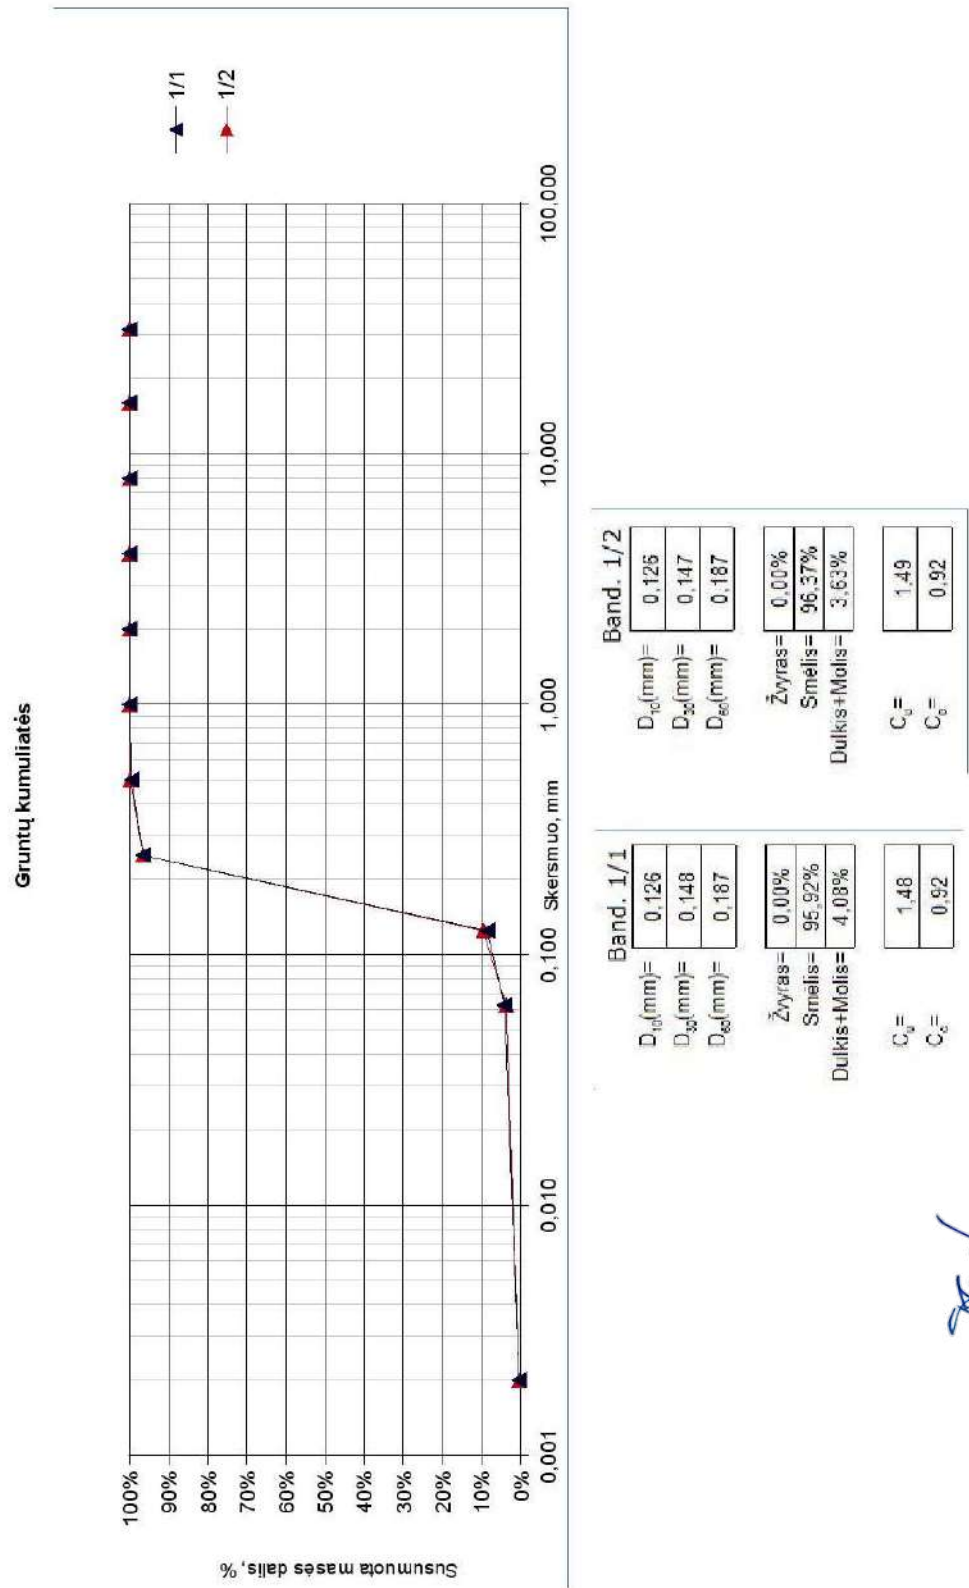 Gruntų kumuliatės
Susumuota masės dalis, %
100%
90%
80%
70%
60%
50%
40%
30%
20%
10%
0%
0,001
0,010
0,100
1,000
10,000
100,000
Skersmuo, mm
1/1
1/2
Band. 1/1
D10(mm)= 0,126
D30(mm)= 0,148
D60(mm)= 0,187
Žvyras= 0,00%
Smėlis= 95,92%
Dulkis+Molis= 4,08%
Cu= 1,48
Cc= 0,92
Band. 1/2
D10(mm)= 0,126
D30(mm)= 0,147
D60(mm)= 0,187
Žvyras= 0,00%
Smėlis= 96,37%
Dulkis+Molis= 3,63%
Cu= 1,49
Cc= 0,92